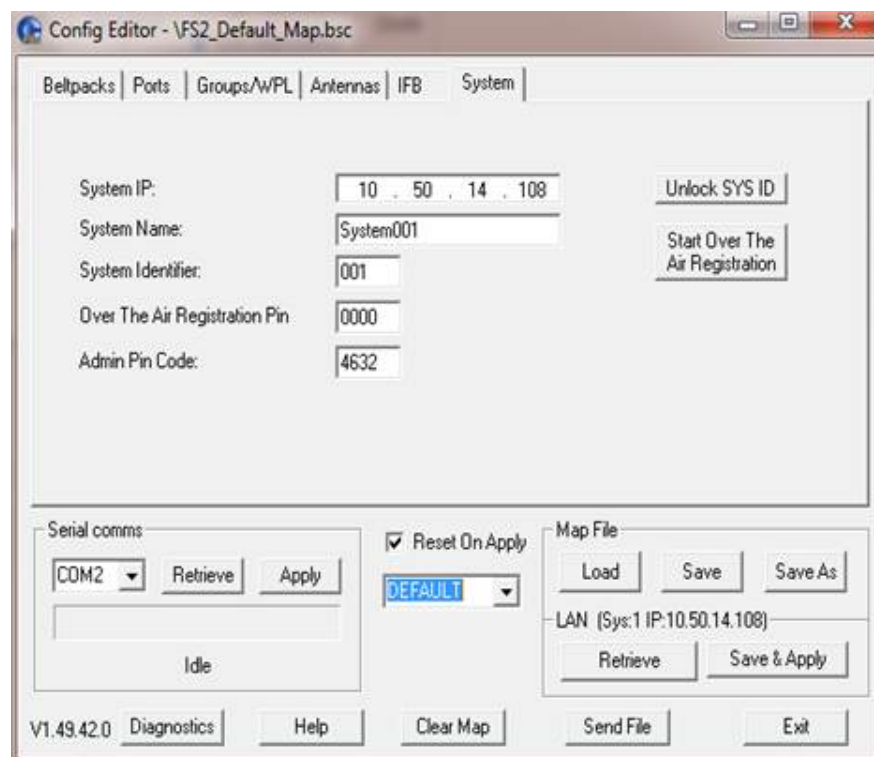 Config Editor - \FS2_Default_Map.bsc
Beltpacks Ports Groups/WPL Antennas IFB System
System IP: 10 . 50 . 14 . 108 Unlock SYS ID
System Name: System001
Start Over The
Air Registration
System Identifier: 001
Over The Air Registration Pin 0000
Admin Pin Code: 4632
Serial comms
COM2 Retrieve Apply
Idle
Reset On Apply
DEFAULT
Map File
Load Save Save As
LAN (Sys:1 IP:10.50.14.108)
Retrieve Save & Apply
V1.49.42.0 Diagnostics Help Clear Map Send File Exit